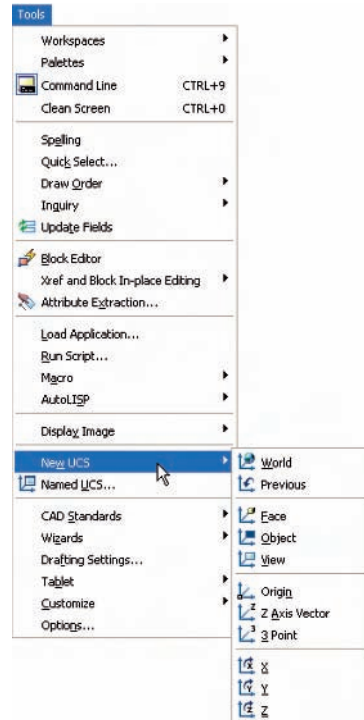 Tools
Workspaces
Palettes
Command Line CTRL+9
Clean Screen CTRL+0
Spelling
Quick Select...
Draw Order
Inquiry
Update Fields
Block Editor
Xref and Block In-place Editing
Attribute Extraction...
Load Application...
Run Script...
Macro
AutoLISP
Display Image
New UCS
Named UCS...
CAD Standards
Wizards
Drafting Settings...
Tablet
Customize
Options...
World
Previous
Face
Object
View
Origin
Z Axis Vector
3 Point
X
Y
Z